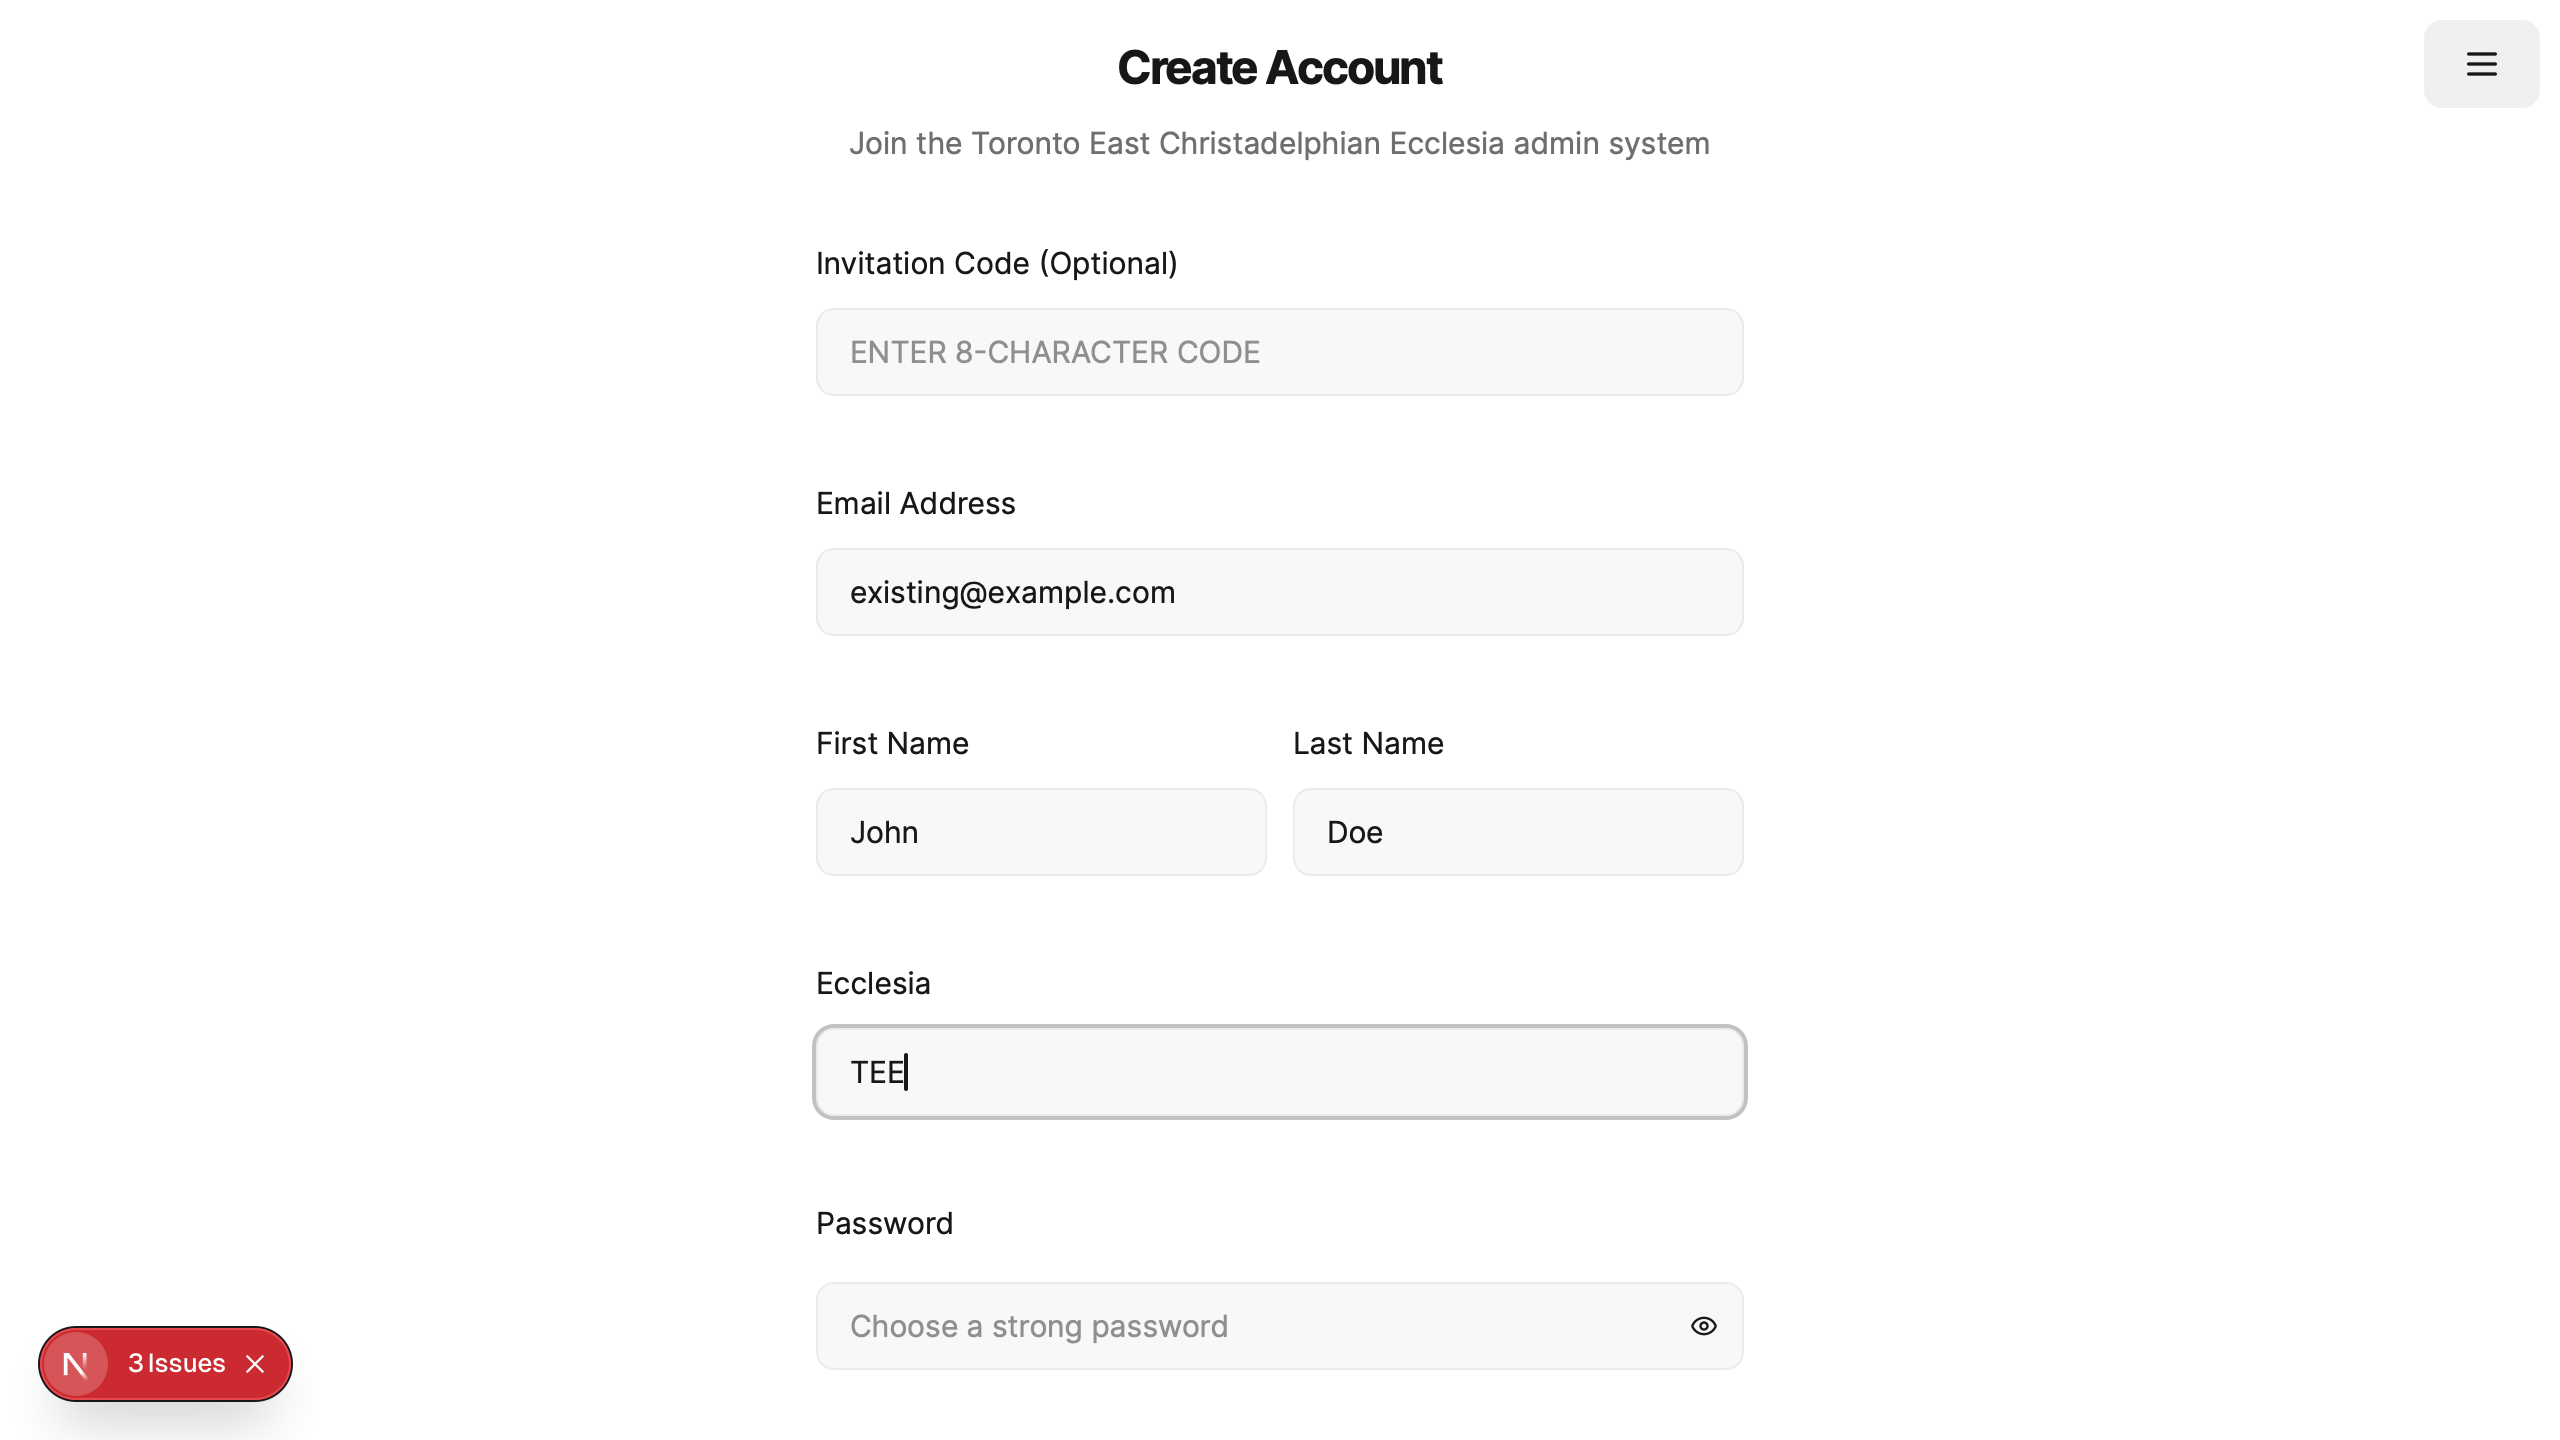 Create Account
Join the Toronto East Christadelphian Ecclesia admin system
Invitation Code (Optional)
ENTER 8-CHARACTER CODE
Email Address
existing@example.com
First Name
Last Name
John
Doe
Ecclesia
TEE
Password
Choose a strong password
N
3 Issues